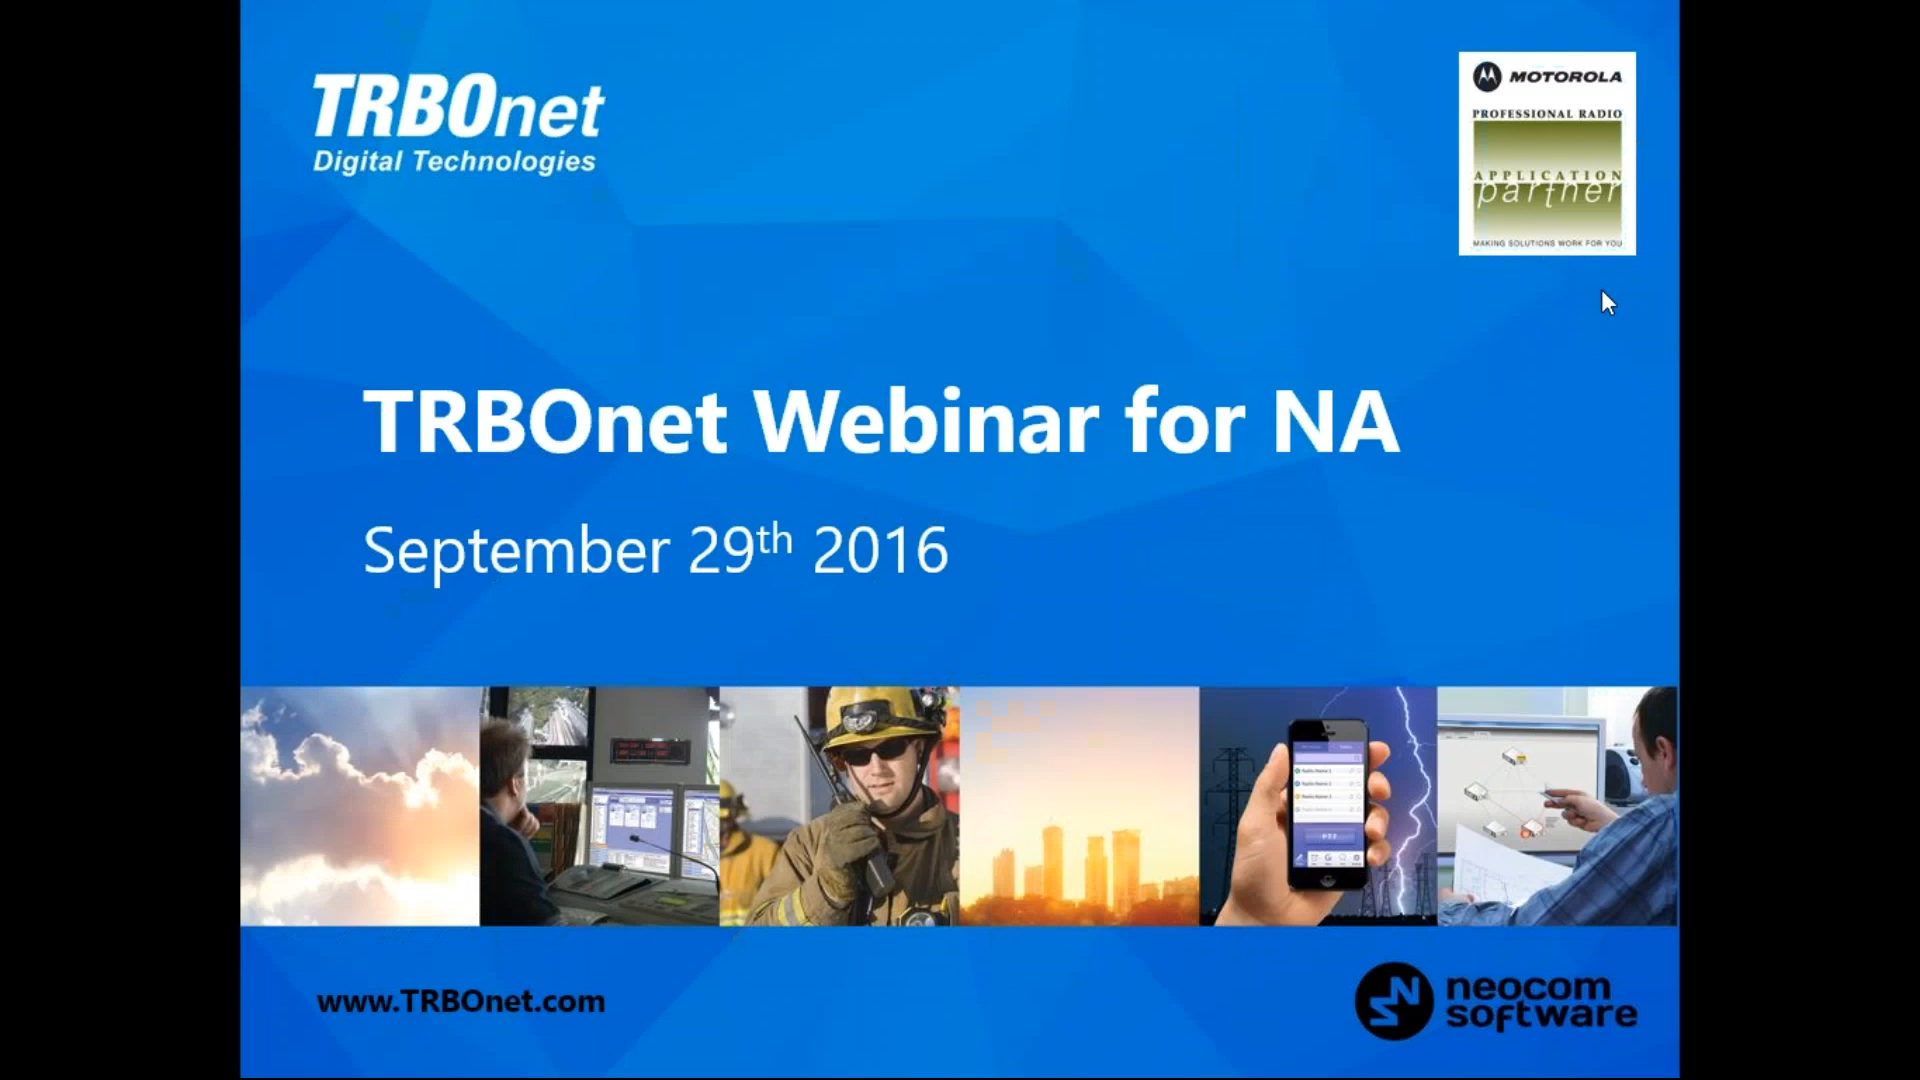 TRBOnet
Digital Technologies
MOTOROLA
PROFESSIONAL RADIO
APPLICATION
partner
MAKING SOLUTIONS WORK FOR YOU
TRBOnet Webinar for NA
September 29th 2016
PTT
www.TRBOnet.com
neocom
software